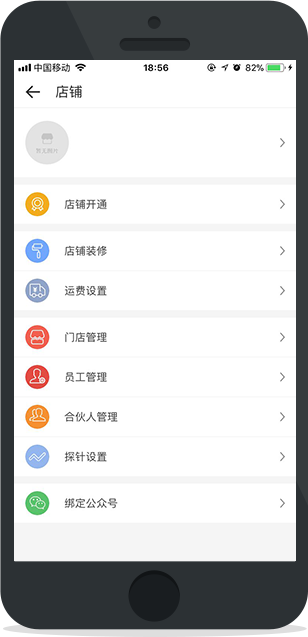 中国移动
18:56
82%
店铺
暂无图片
店铺开通
店铺装修
运费设置
门店管理
员工管理
合伙人管理
探针设置
绑定公众号